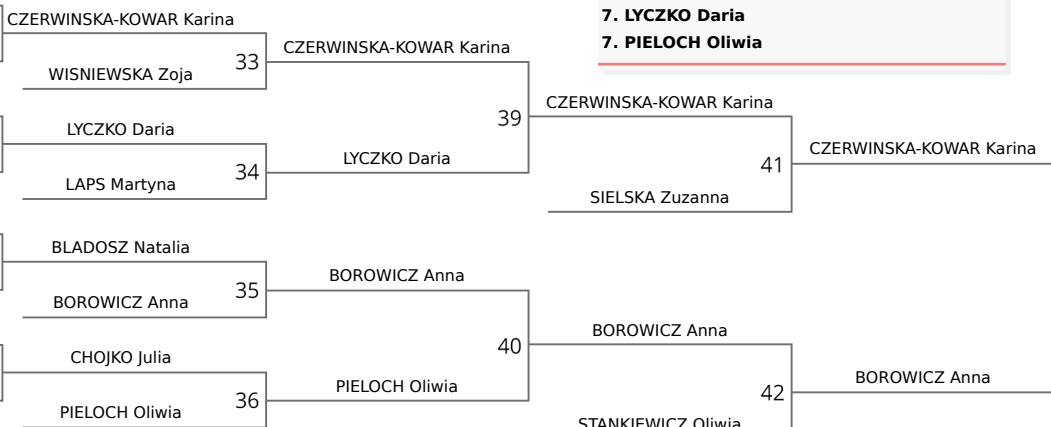 7. LYCZKO Daria
7. PIELOCH Oliwia
CZERWINSKA-KOWAR Karina
33
WISNIEWSKA Zoja
CZERWINSKA-KOWAR Karina
LYCZKO Daria
34
LAPS Martyna
39
LYCZKO Daria
CZERWINSKA-KOWAR Karina
41
SIELSKA Zuzanna
CZERWINSKA-KOWAR Karina
BLADOSZ Natalia
35
BOROWICZ Anna
BOROWICZ Anna
CHOJKO Julia
36
PIELOCH Oliwia
40
PIELOCH Oliwia
BOROWICZ Anna
42
STANKIEWICZ Oliwia
BOROWICZ Anna